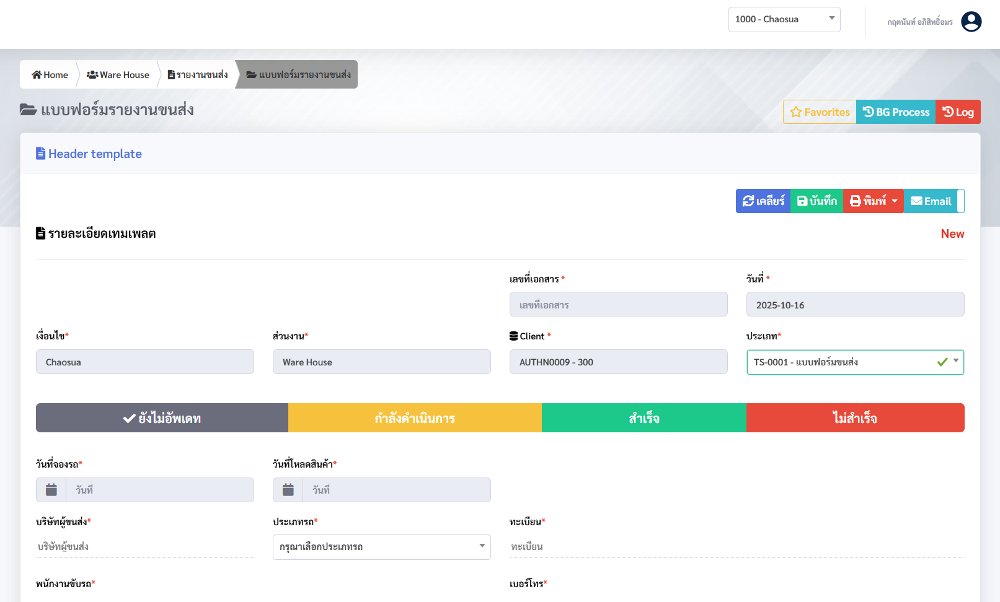 1000 - Chaosua
กฤตนันท์ อภิสิทธิ์อมร
Home
Ware House
รายงานขนส่ง
แบบฟอร์มรายงานขนส่ง
แบบฟอร์มรายงานขนส่ง
Favorites
BG Process
Log
Header template
เคลียร์
บันทึก
พิมพ์
Email
รายละเอียดเทมเพลต
New
เลขที่เอกสาร *
วันที่ *
เลขที่เอกสาร
2025-10-16
เงื่อนไข*
ส่วนงาน*
Client *
ประเภท*
Chaosua
Ware House
AUTHN0009 - 300
TS-0001 - แบบฟอร์มขนส่ง
ยังไม่อัพเดท
กำลังดำเนินการ
สำเร็จ
ไม่สำเร็จ
วันที่จองรถ*
วันที่โหลดสินค้า*
วันที่
วันที่
บริษัทผู้ขนส่ง*
ประเภทรถ*
ทะเบียน*
บริษัทผู้ขนส่ง
กรุณาเลือกประเภทรถ
ทะเบียน
พนักงานขับรถ*
เบอร์โทร*